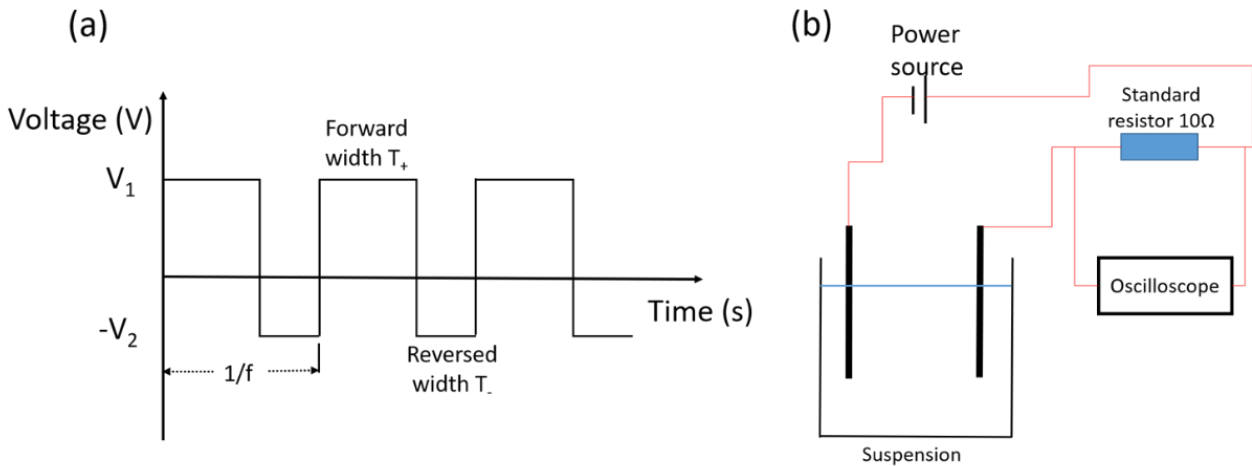 (a)
Voltage (V)
V₁
-V₂
Forward
width T₊
Reversed
width T₋
1/f
Time (s)
(b)
Power
source
Standard
resistor 10Ω
Oscilloscope
Suspension